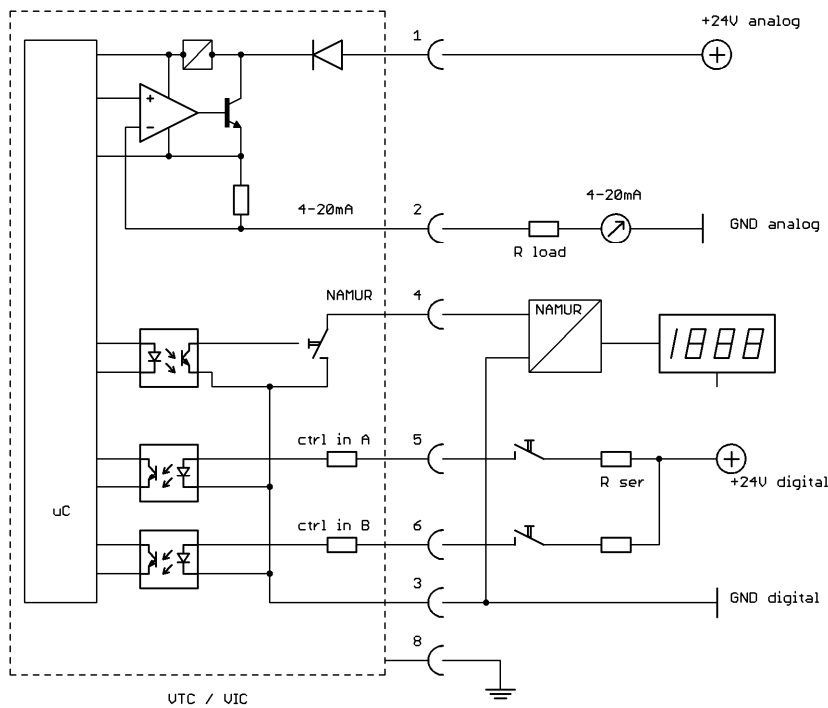 +24V analog
1
+
-
4-20mA
2
4-20mA
GND analog
R load
NAMUR
4
NAMUR
1888
ctrl in A
5
R ser
+24V digital
uC
ctrl in B
6
3
GND digital
8
VTC / VIC